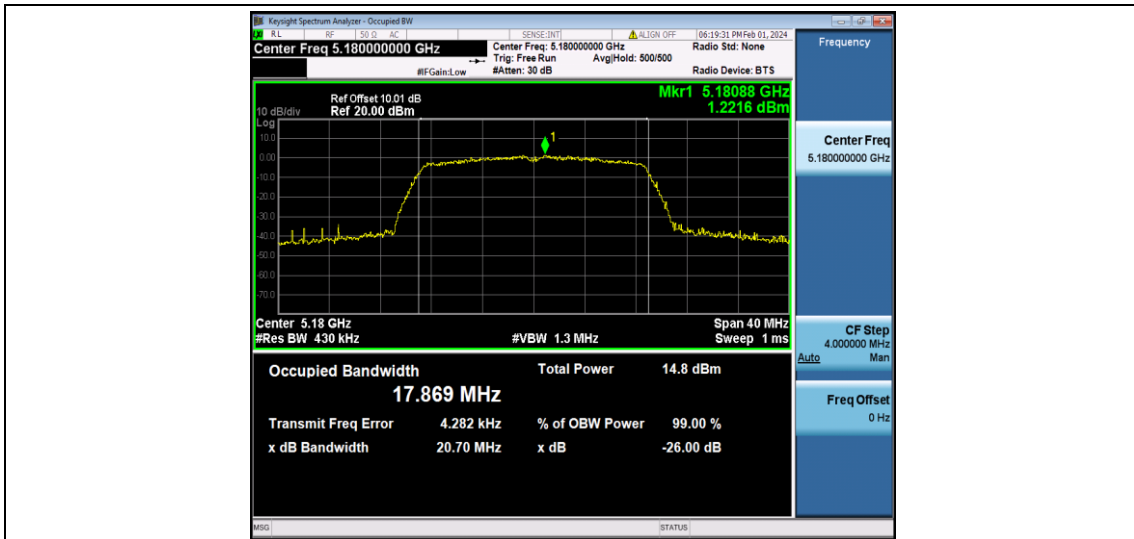 Keysight Spectrum Analyzer - Occupied BW
LXI RL RF 50 Ω AC SENSE:INT ALIGN OFF 06:19:31 PM Feb 01, 2024
Center Freq 5.180000000 GHz Center Freq: 5.180000000 GHz Radio Std: None
Trig: Free Run Avg|Hold: 500/500
#IFGain:Low #Atten: 30 dB Radio Device: BTS
Frequency
Mkr1 5.18088 GHz
1.2216 dBm
Ref Offset 10.01 dB
10 dB/div Ref 20.00 dBm
Log
10.0
0.00
-10.0
-20.0
-30.0
-40.0
-50.0
-60.0
-70.0
1
Center 5.18 GHz Span 40 MHz
#Res BW 430 kHz #VBW 1.3 MHz Sweep 1 ms
Occupied Bandwidth Total Power 14.8 dBm
17.869 MHz
Transmit Freq Error 4.282 kHz % of OBW Power 99.00 %
x dB Bandwidth 20.70 MHz x dB -26.00 dB
Center Freq
5.180000000 GHz
CF Step
4.000000 MHz
Auto Man
Freq Offset
0 Hz
MSG STATUS